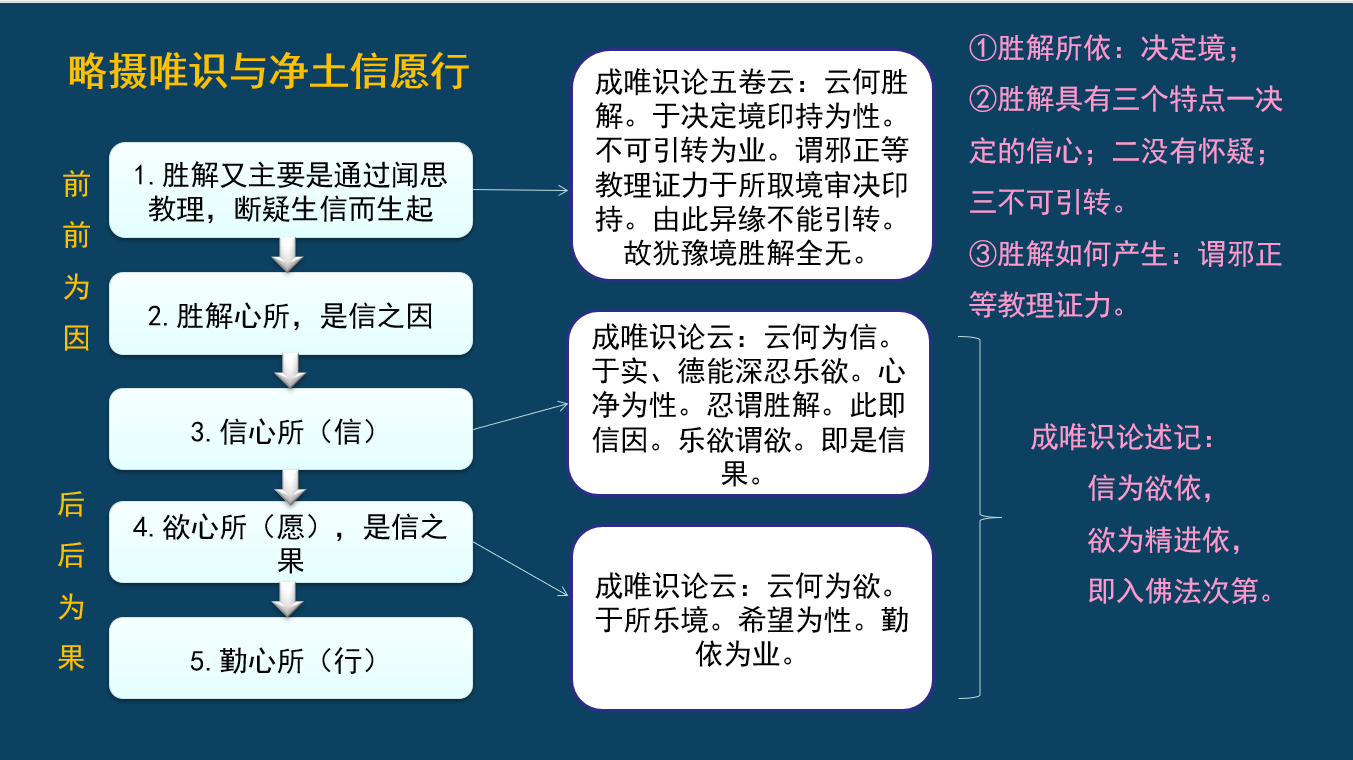 略摄唯识与净土信愿行
前
前
为
因
后
后
为
果
1.胜解又主要是通过闻思
教理，断疑生信而生起
2.胜解心所，是信之因
3.信心所（信）
4.欲心所（愿），是信之
果
5.勤心所（行）
成唯识论五卷云：云何胜
解。于决定境印持为性。
不可引转为业。谓邪正等
教理证力于所取境审决印
持。由此异缘不能引转。
故犹豫境胜解全无。
成唯识论云：云何为信。
于实、德能深忍乐欲。心
净为性。忍谓胜解。此即
信因。乐欲谓欲。即是信
果。
成唯识论云：云何为欲。
于所乐境。希望为性。勤
依为业。
①胜解所依：决定境；
②胜解具有三个特点一决
定的信心；二没有怀疑；
三不可引转。
③胜解如何产生：谓邪正
等教理证力。
成唯识论述记：
信为欲依，
欲为精进依，
即入佛法次第。